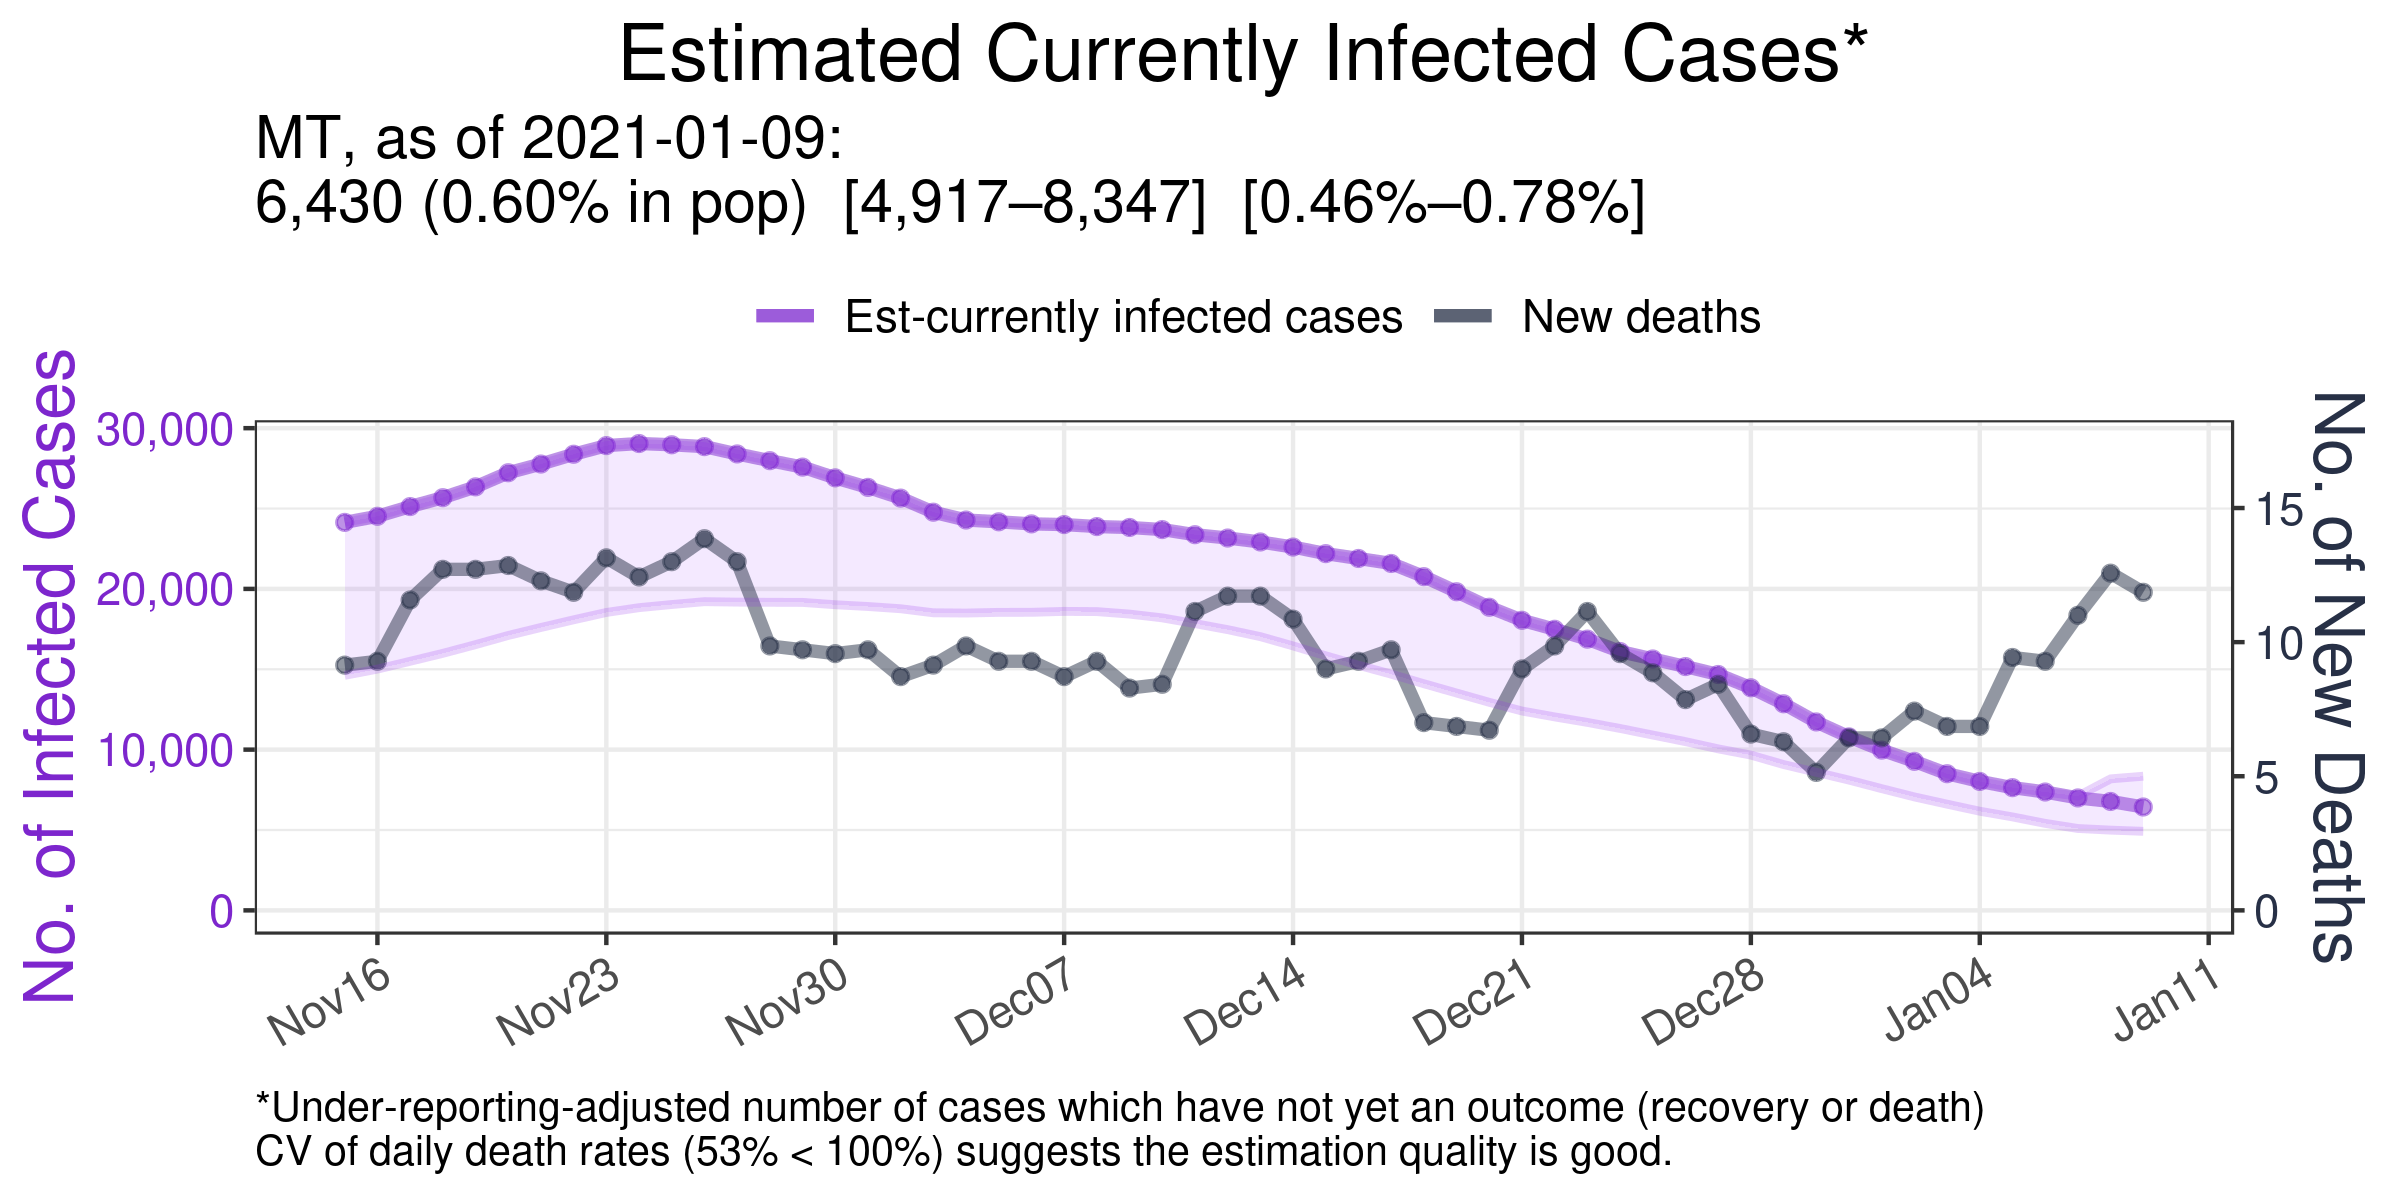 Estimated Currently Infected Cases*
MT, as of 2021-01-09:
6,430 (0.60% in pop)  [4,917–8,347]  [0.46%–0.78%]
Est-currently infected cases
New deaths
No. of Infected Cases
30,000
20,000
10,000
0
No. of New Deaths
15
10
5
0
Nov16
Nov23
Nov30
Dec07
Dec14
Dec21
Dec28
Jan04
Jan11
*Under-reporting-adjusted number of cases which have not yet an outcome (recovery or death)
CV of daily death rates (53% < 100%) suggests the estimation quality is good.